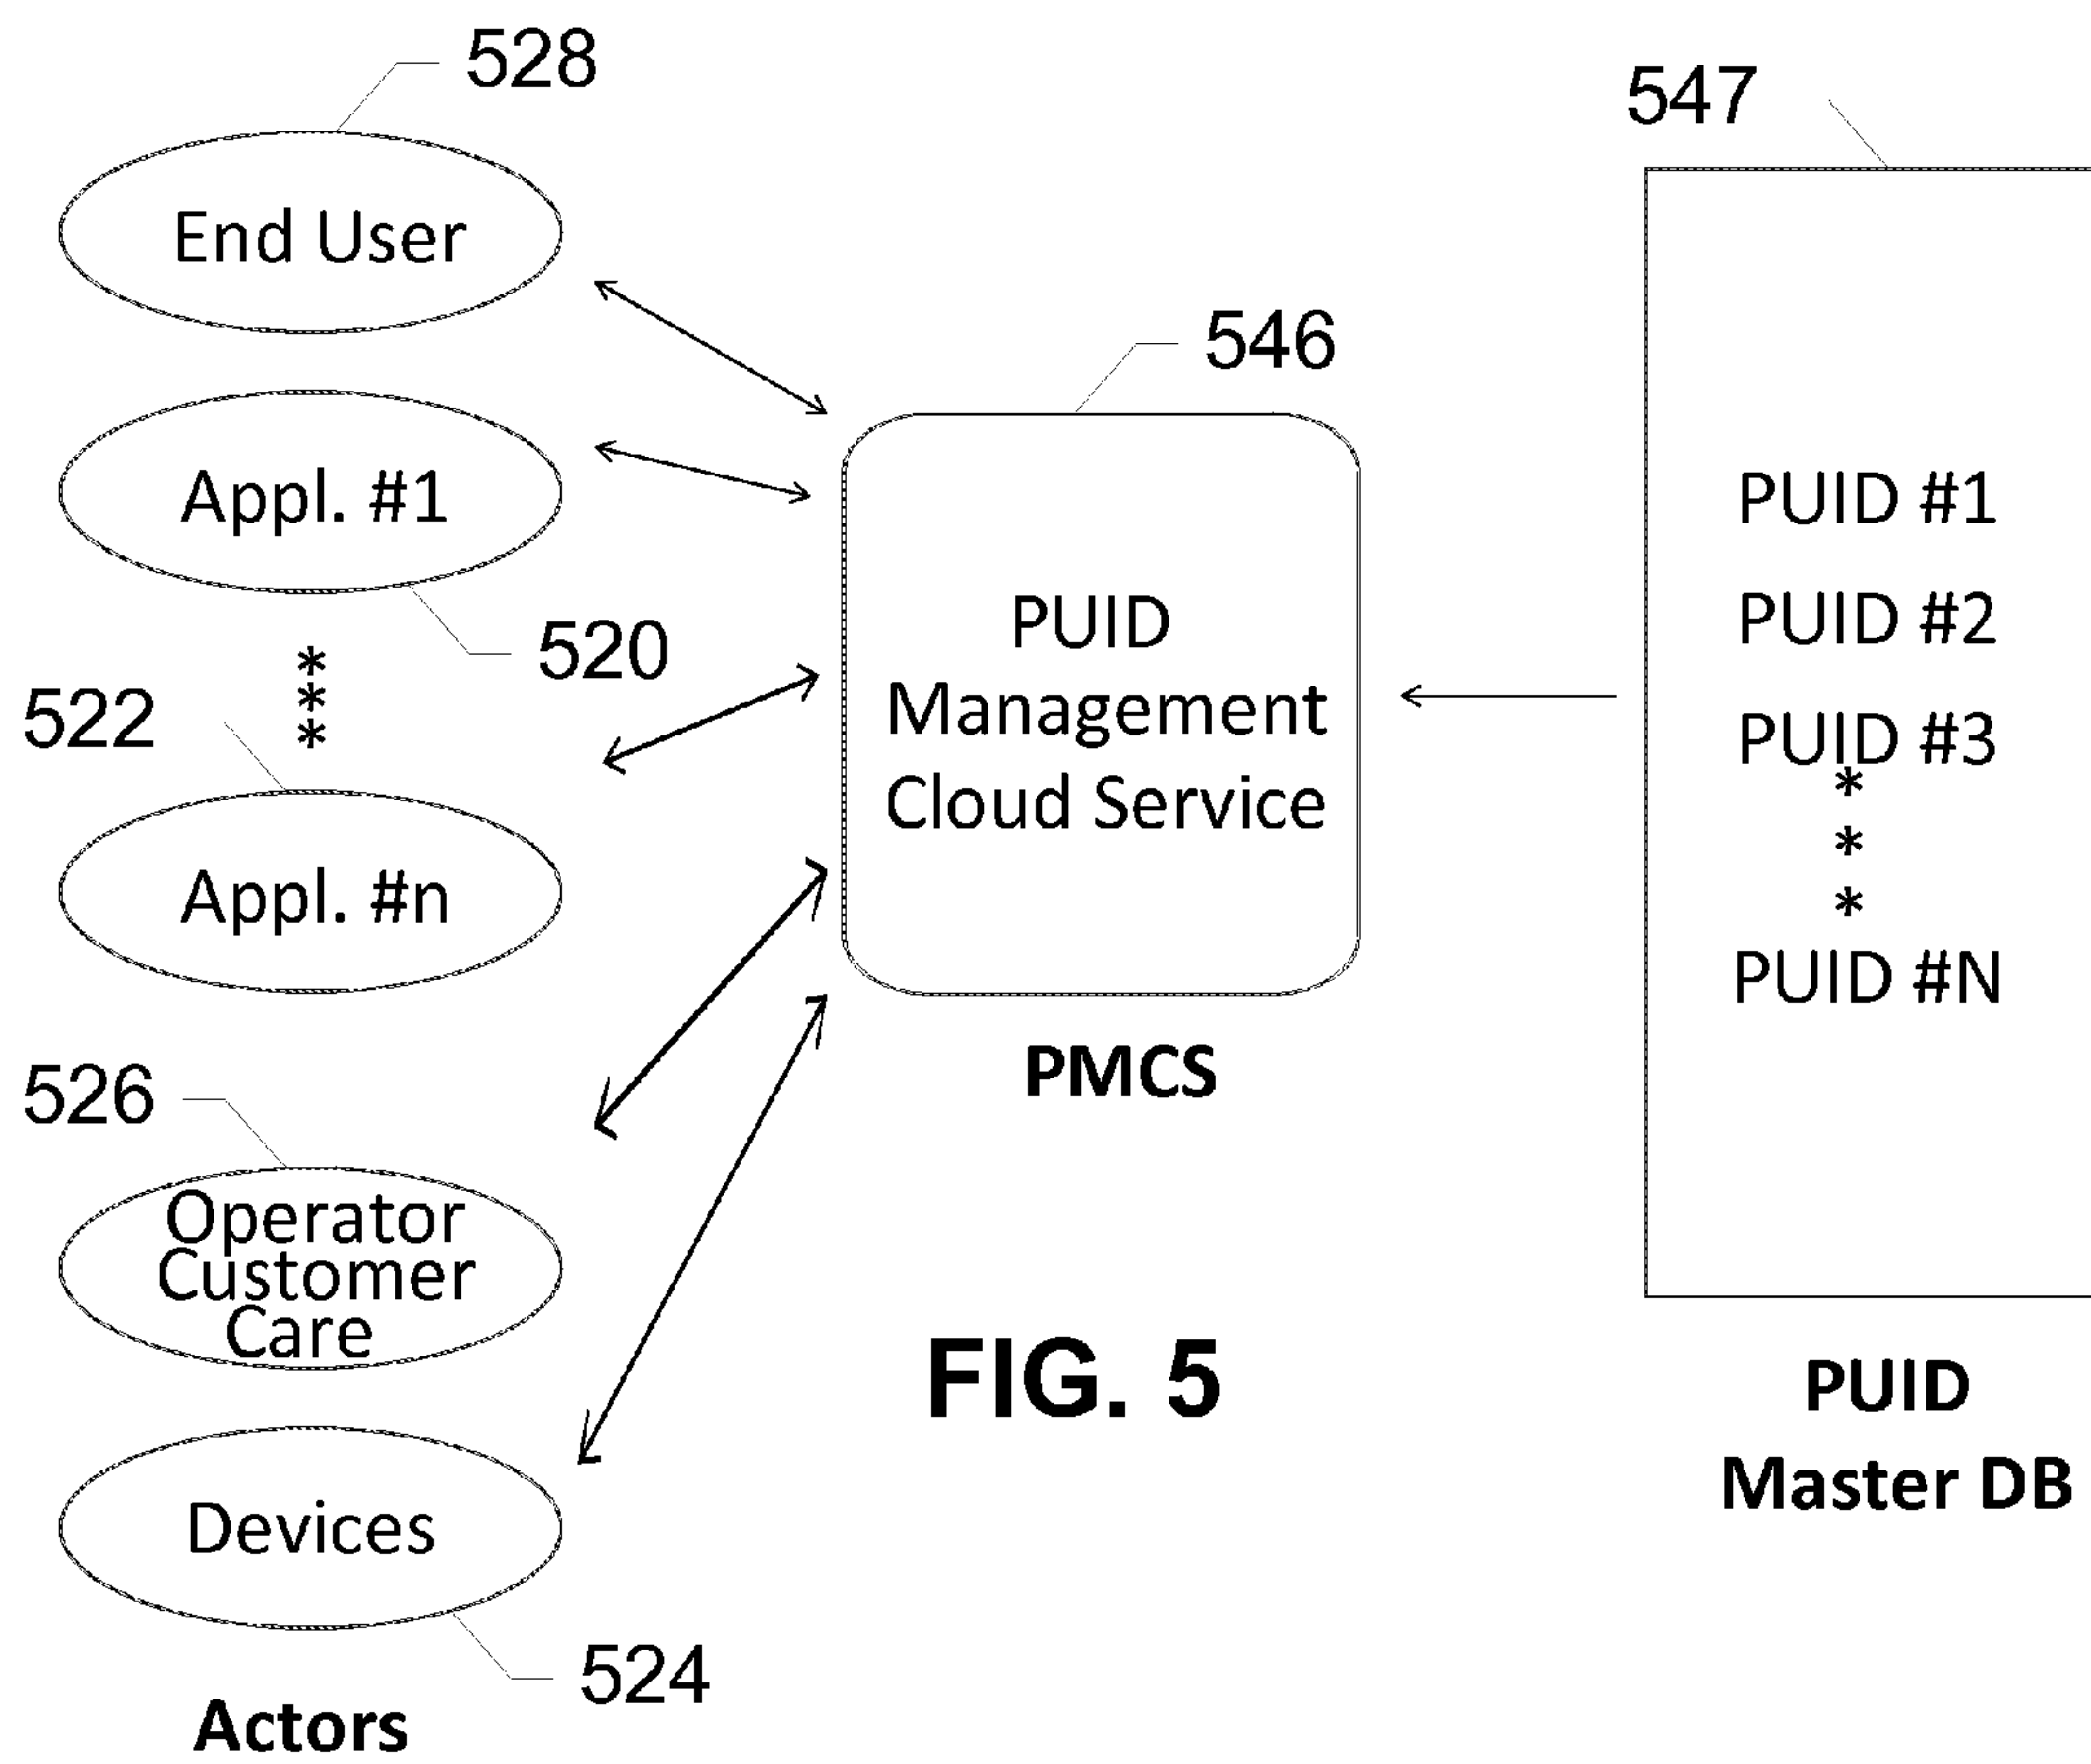 528
End User
Appl. #1
520
***
522
Appl. #n
526
Operator
Customer
Care
Devices
524
Actors
546
PUID
Management
Cloud Service
PMCS
FIG. 5
547
PUID #1
PUID #2
PUID #3
*
*
*
PUID #N
PUID
Master DB